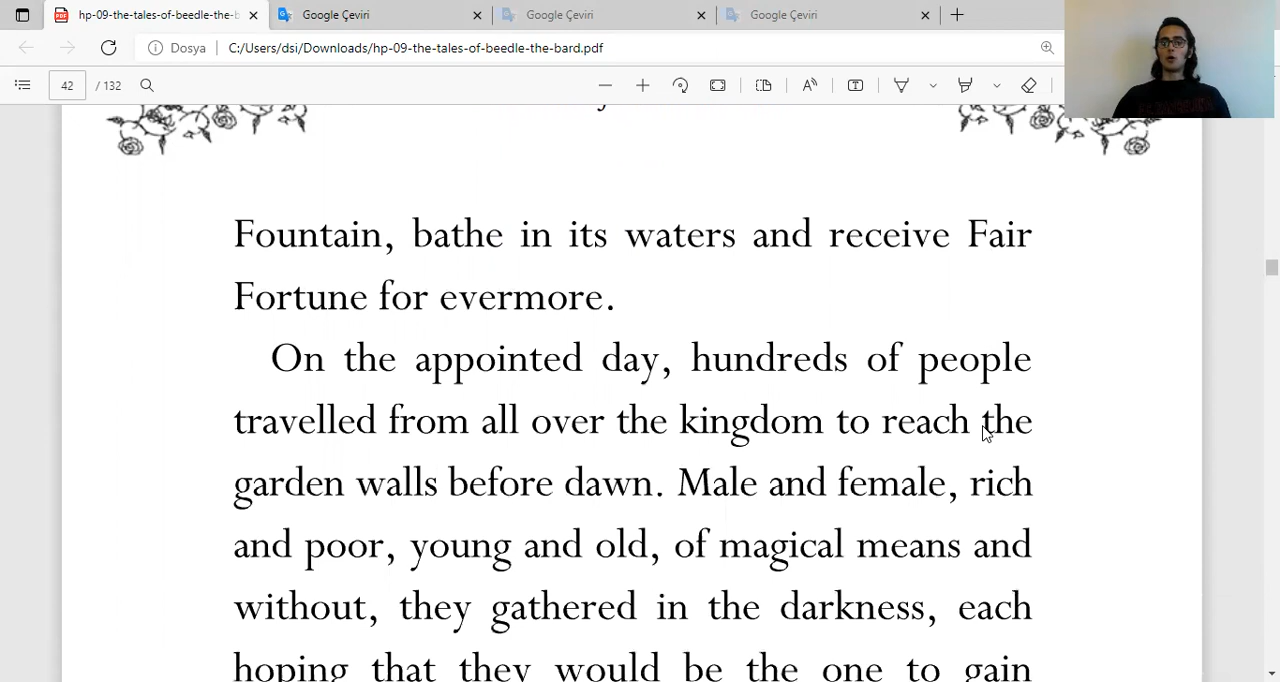 hp-09-the-tales-of-beedle-the-b
Google Çeviri
Google Çeviri
Google Çeviri
Dosya
C:/Users/dsi/Downloads/hp-09-the-tales-of-beedle-the-bard.pdf
42 / 132
Fountain, bathe in its waters and receive Fair
Fortune for evermore.
On the appointed day, hundreds of people
travelled from all over the kingdom to reach the
garden walls before dawn. Male and female, rich
and poor, young and old, of magical means and
without, they gathered in the darkness, each
hoping that they would be the one to gain